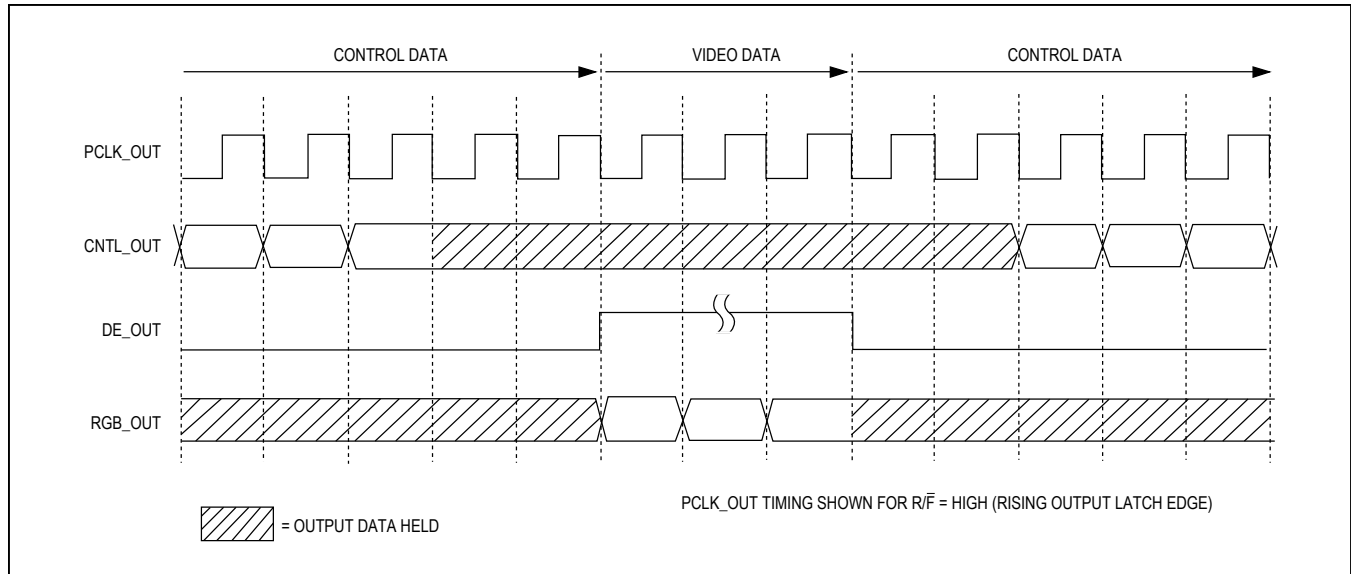 CONTROL DATA
VIDEO DATA
CONTROL DATA
PCLK_OUT
CNTL_OUT
DE_OUT
RGB_OUT
PCLK_OUT TIMING SHOWN FOR R/F̅ = HIGH (RISING OUTPUT LATCH EDGE)
= OUTPUT DATA HELD